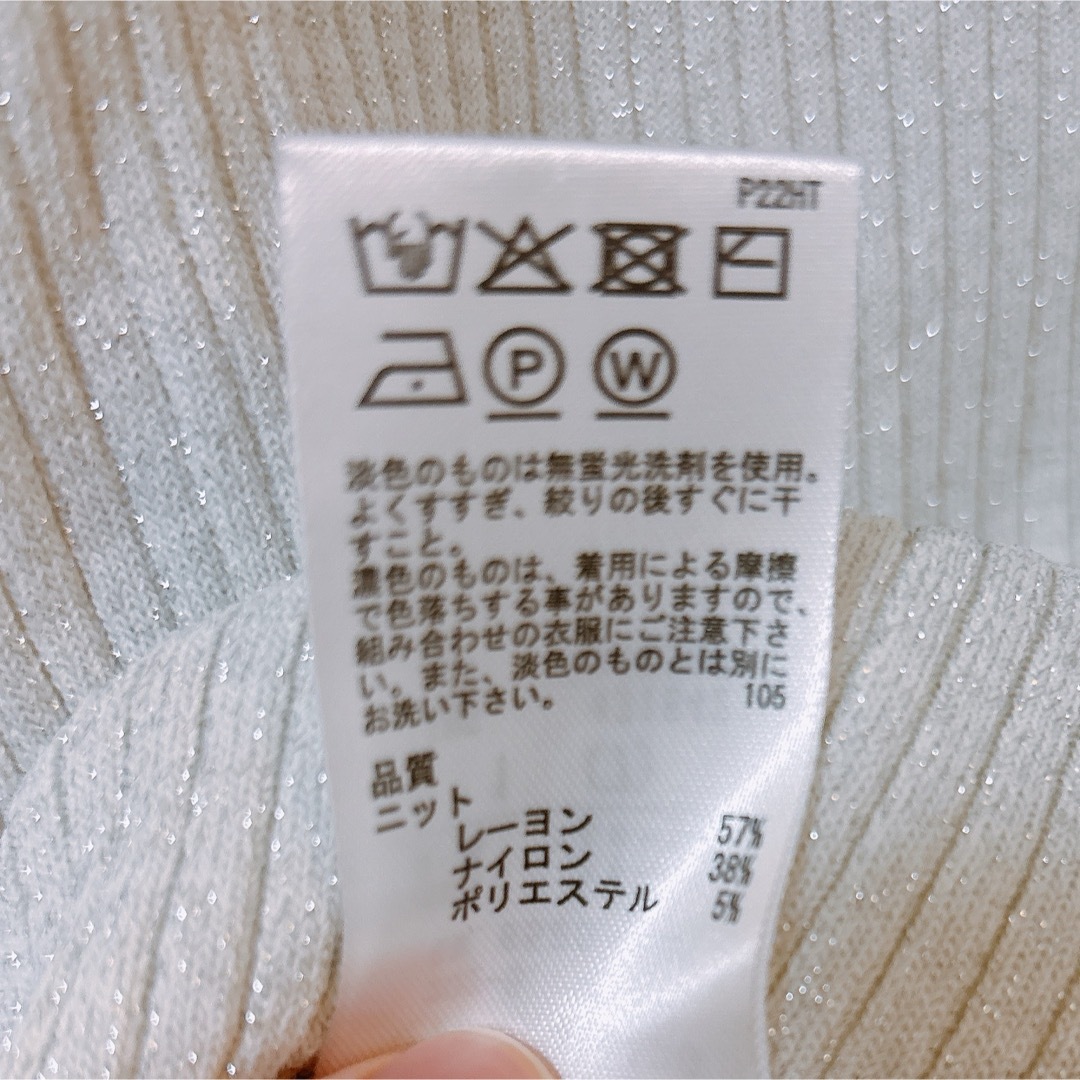 P22HT
P W
淡色のものは無蛍光洗剤を使用。
よくすすぎ、絞りの後すぐに干
すこと。
濃色のものは、着用による摩擦
で色落ちする事がありますので、
組み合わせの衣服にご注意下さ
い。また、淡色のものとは別に
お洗い下さい。 105
品質
ニット
レーヨン 57%
ナイロン 38%
ポリエステル 5%